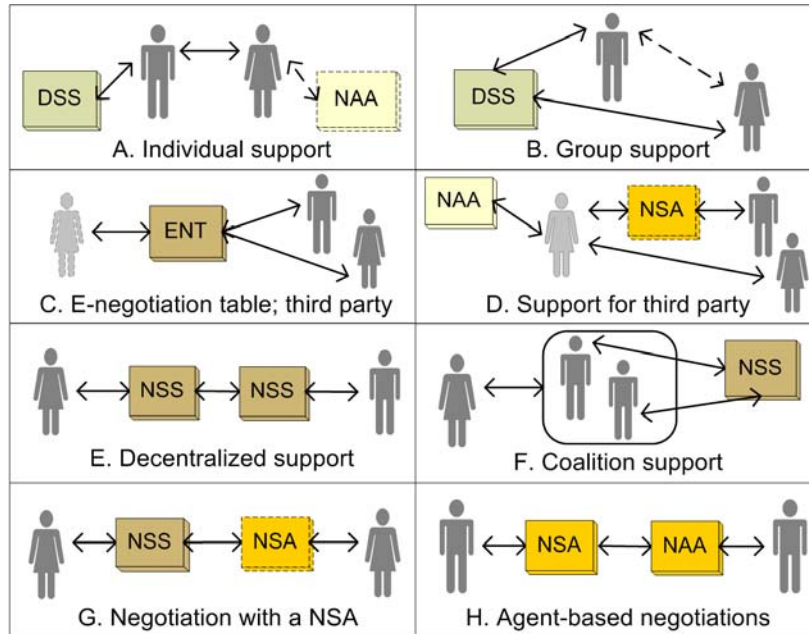 DSS
NAA
A. Individual support
DSS
B. Group support
ENT
C. E-negotiation table; third party
NAA
NSA
D. Support for third party
NSS
NSS
E. Decentralized support
NSS
F. Coalition support
NSS
NSA
G. Negotiation with a NSA
NSA
NAA
H. Agent-based negotiations